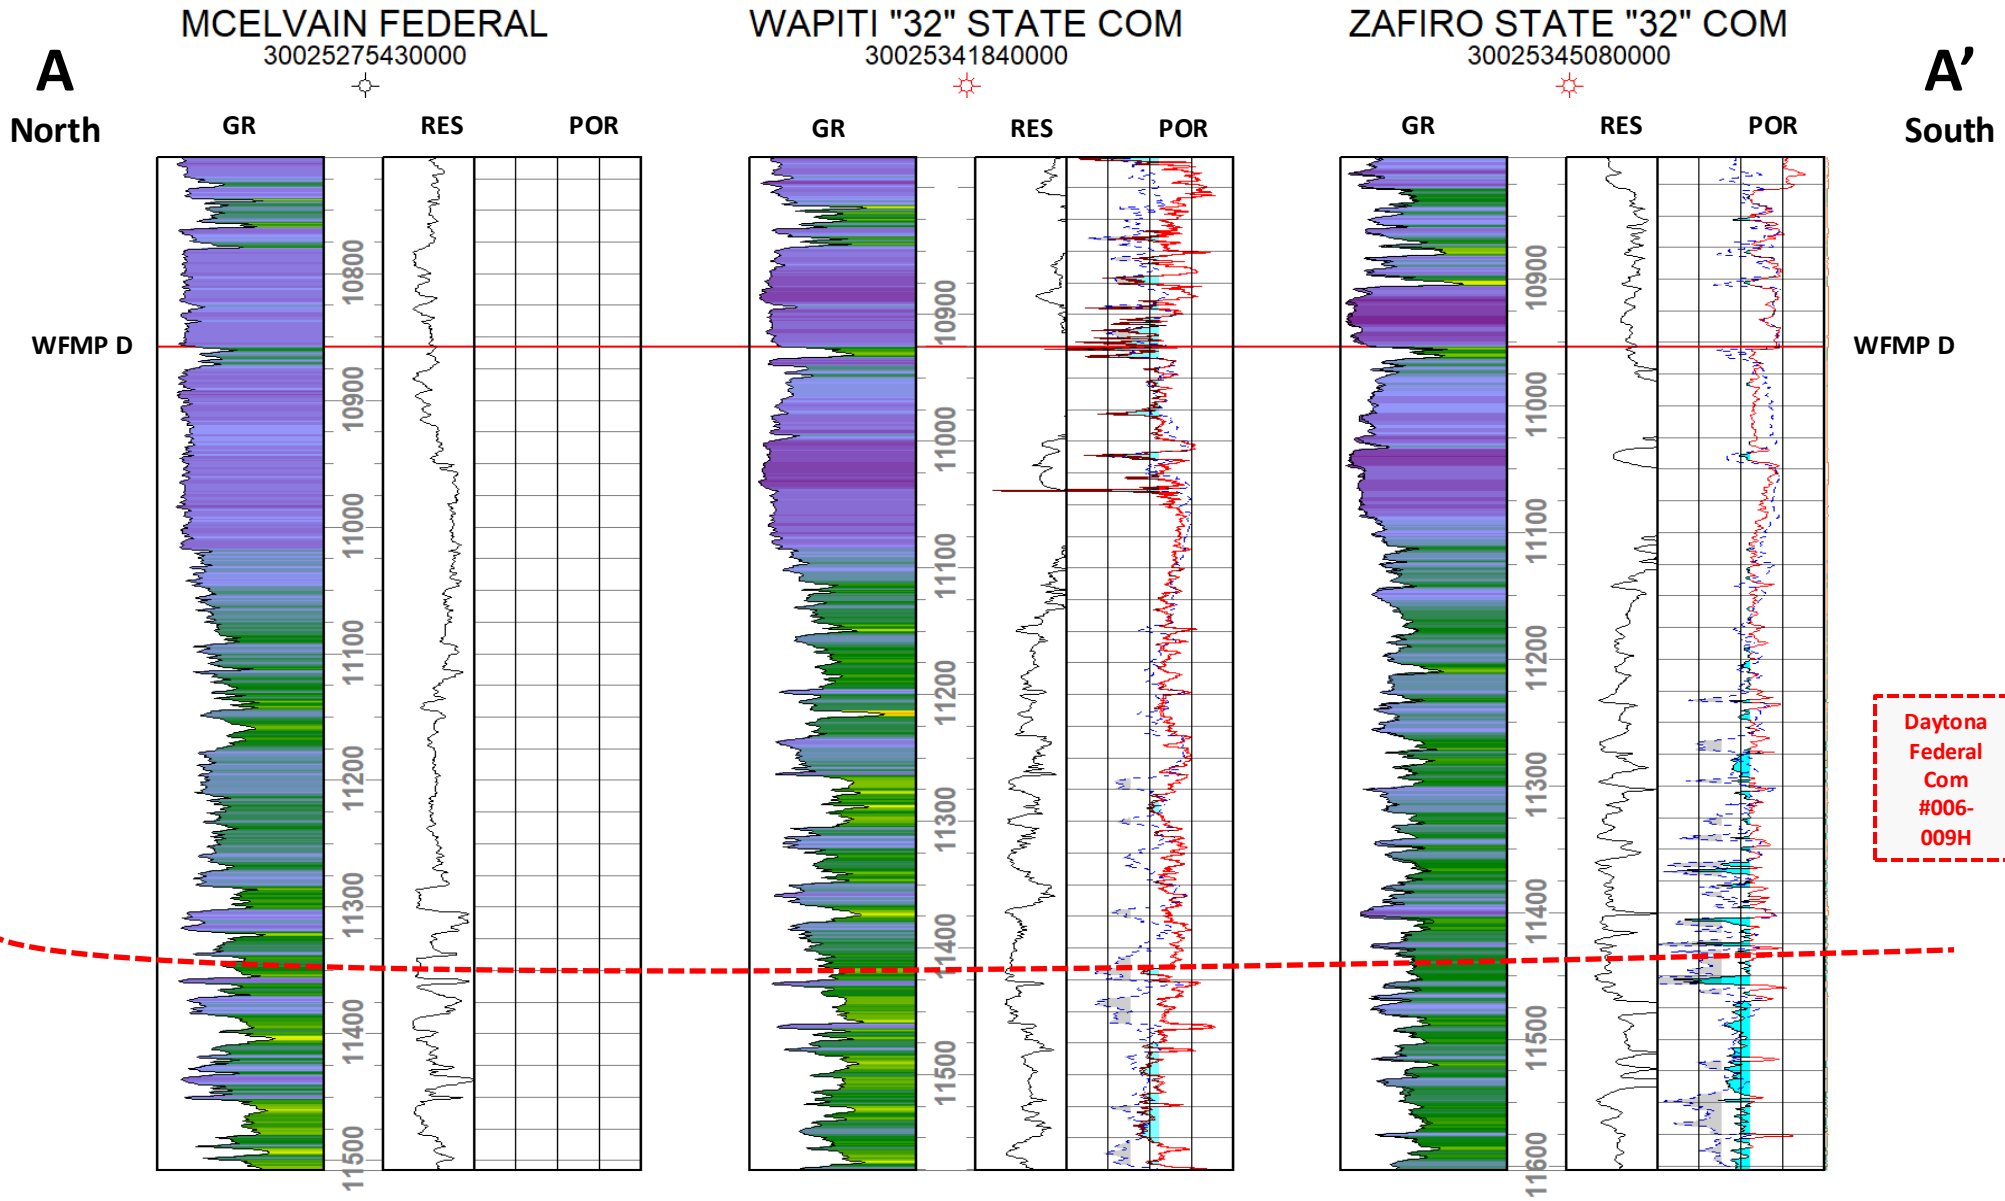 MCELVAIN FEDERAL
30025275430000
WAPITI "32" STATE COM
30025341840000
ZAFIRO STATE "32" COM
30025345080000
A
North
A’
South
GR RES POR
GR RES POR
GR RES POR
WFMP D
WFMP D
10800
10900
11000
11100
11200
11300
11400
11500
10900
11000
11100
11200
11300
11400
11500
10900
11000
11100
11200
11300
11400
11500
11600
Daytona
Federal
Com
#006-
009H